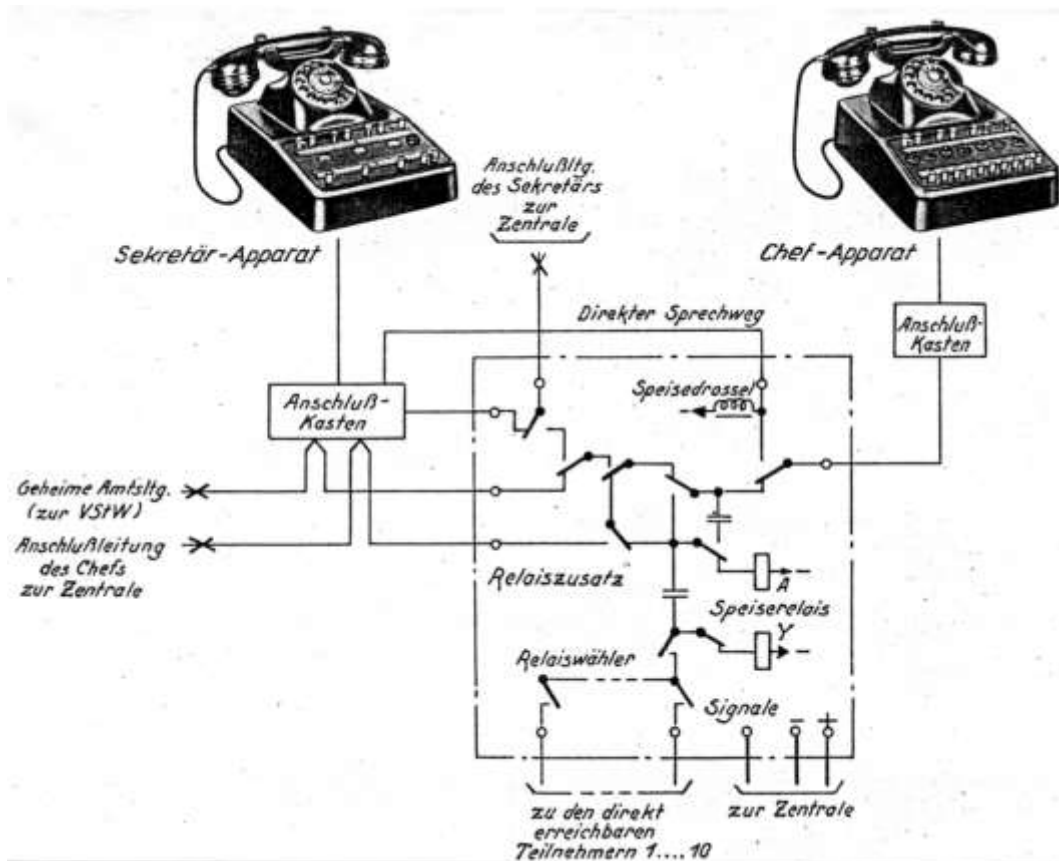 Anschlußltg.
des Sekretärs
zur
Zentrale
Sekretär-Apparat
Chef-Apparat
Direkter Sprechweg
Anschluß-
Kasten
Speisedrossel
Anschluß-
Kasten
Geheime Amtsltg.
(zur VStW)
Anschlußleitung
des Chefs
zur Zentrale
Relaiszusatz
A
Speiserelais
Y
Relaiswähler
Signale
- +
zu den direkt
erreichbaren
Teilnehmern 1....10
zur Zentrale